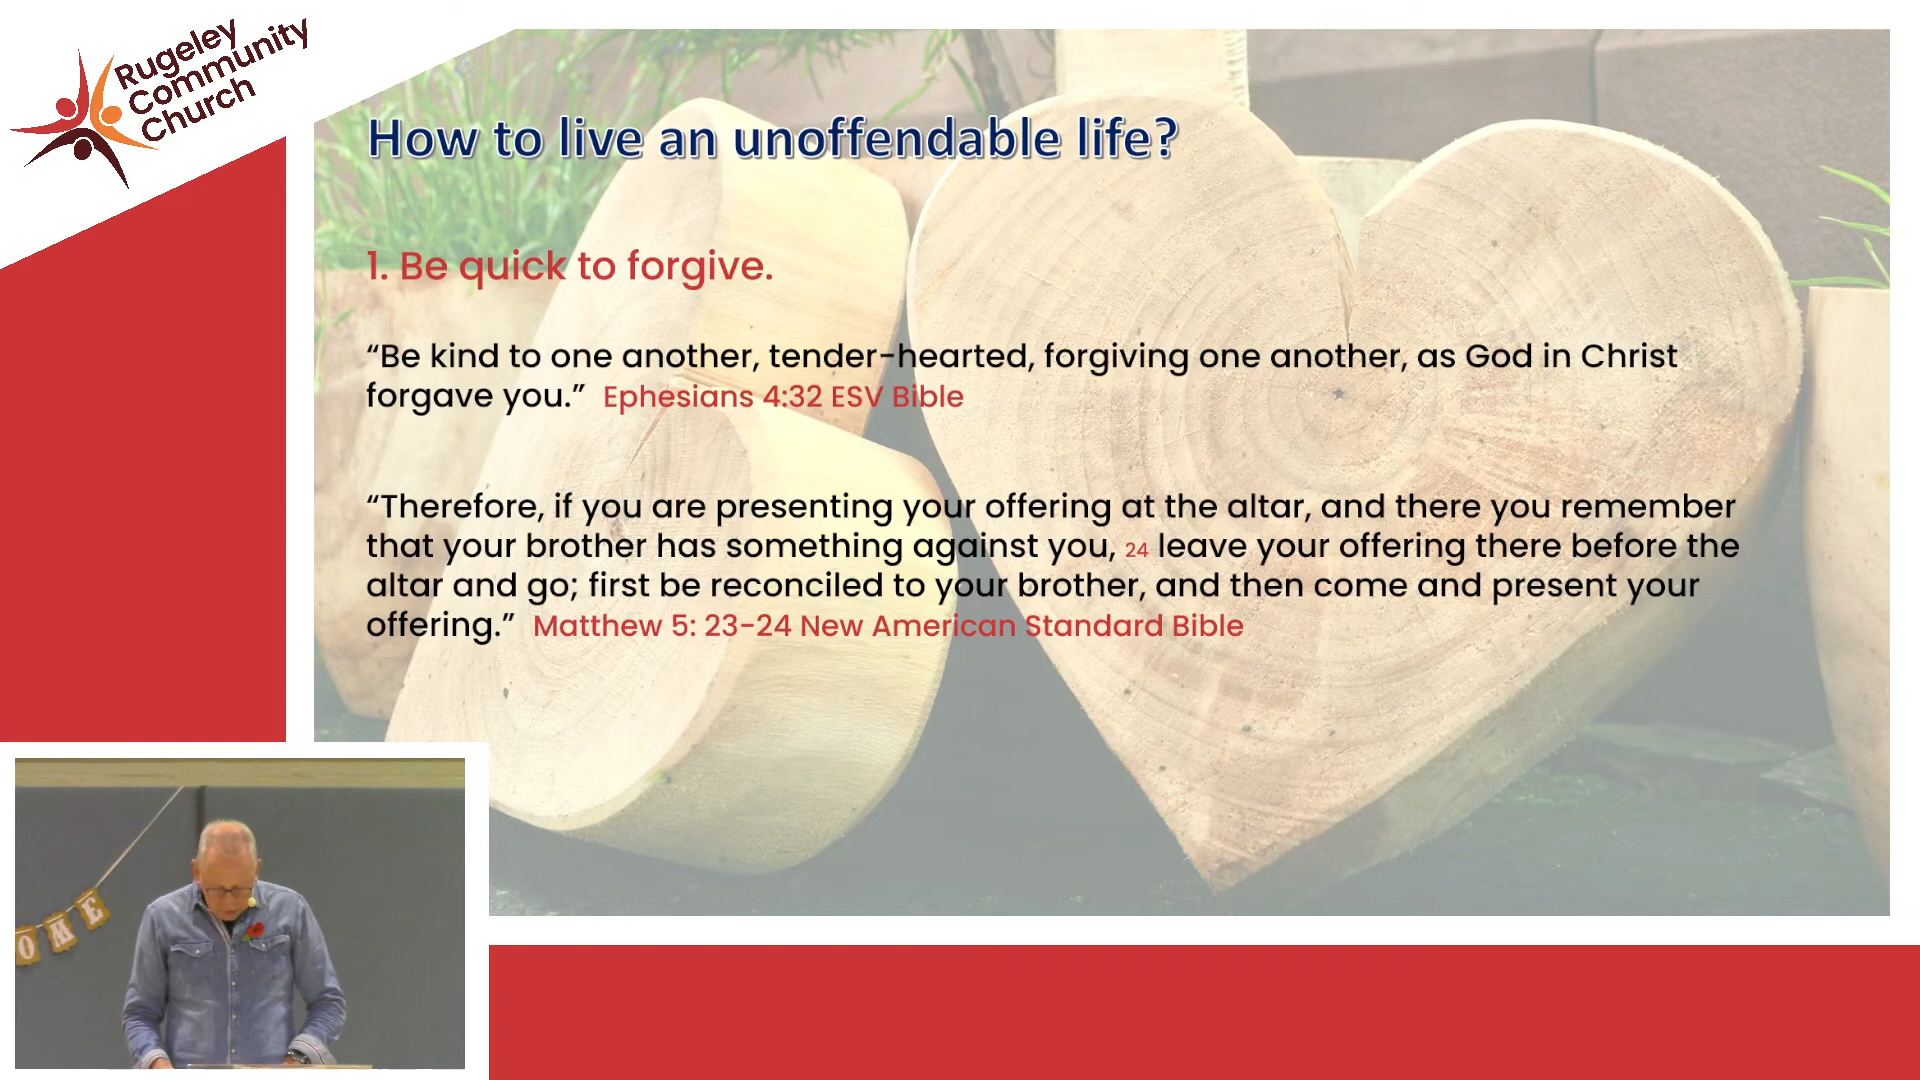 Rugeley
Community
Church
How to live an unoffendable life?
1. Be quick to forgive.
“Be kind to one another, tender-hearted, forgiving one another, as God in Christ
forgave you.” Ephesians 4:32 ESV Bible
“Therefore, if you are presenting your offering at the altar, and there you remember
that your brother has something against you, 24 leave your offering there before the
altar and go; first be reconciled to your brother, and then come and present your
offering.” Matthew 5: 23-24 New American Standard Bible
OME